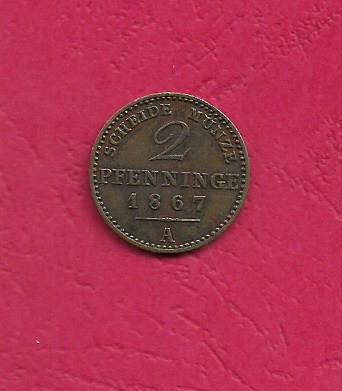 SCHEIDE MÜNZE
2
PFENNINGE
1867
A